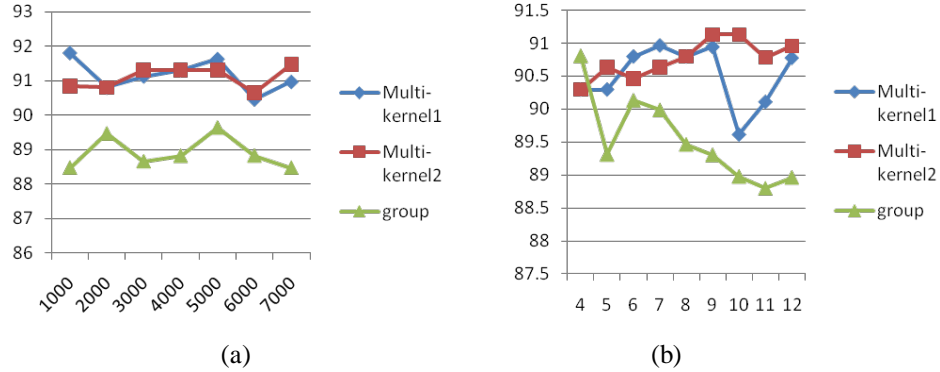 93
92
91
90
89
88
87
86
1000
2000
3000
4000
5000
6000
7000
Multi-
kernel1
Multi-
kernel2
group
(a)
91.5
91
90.5
90
89.5
89
88.5
88
87.5
4 5 6 7 8 9 10 11 12
Multi-
kernel1
Multi-
kernel2
group
(b)